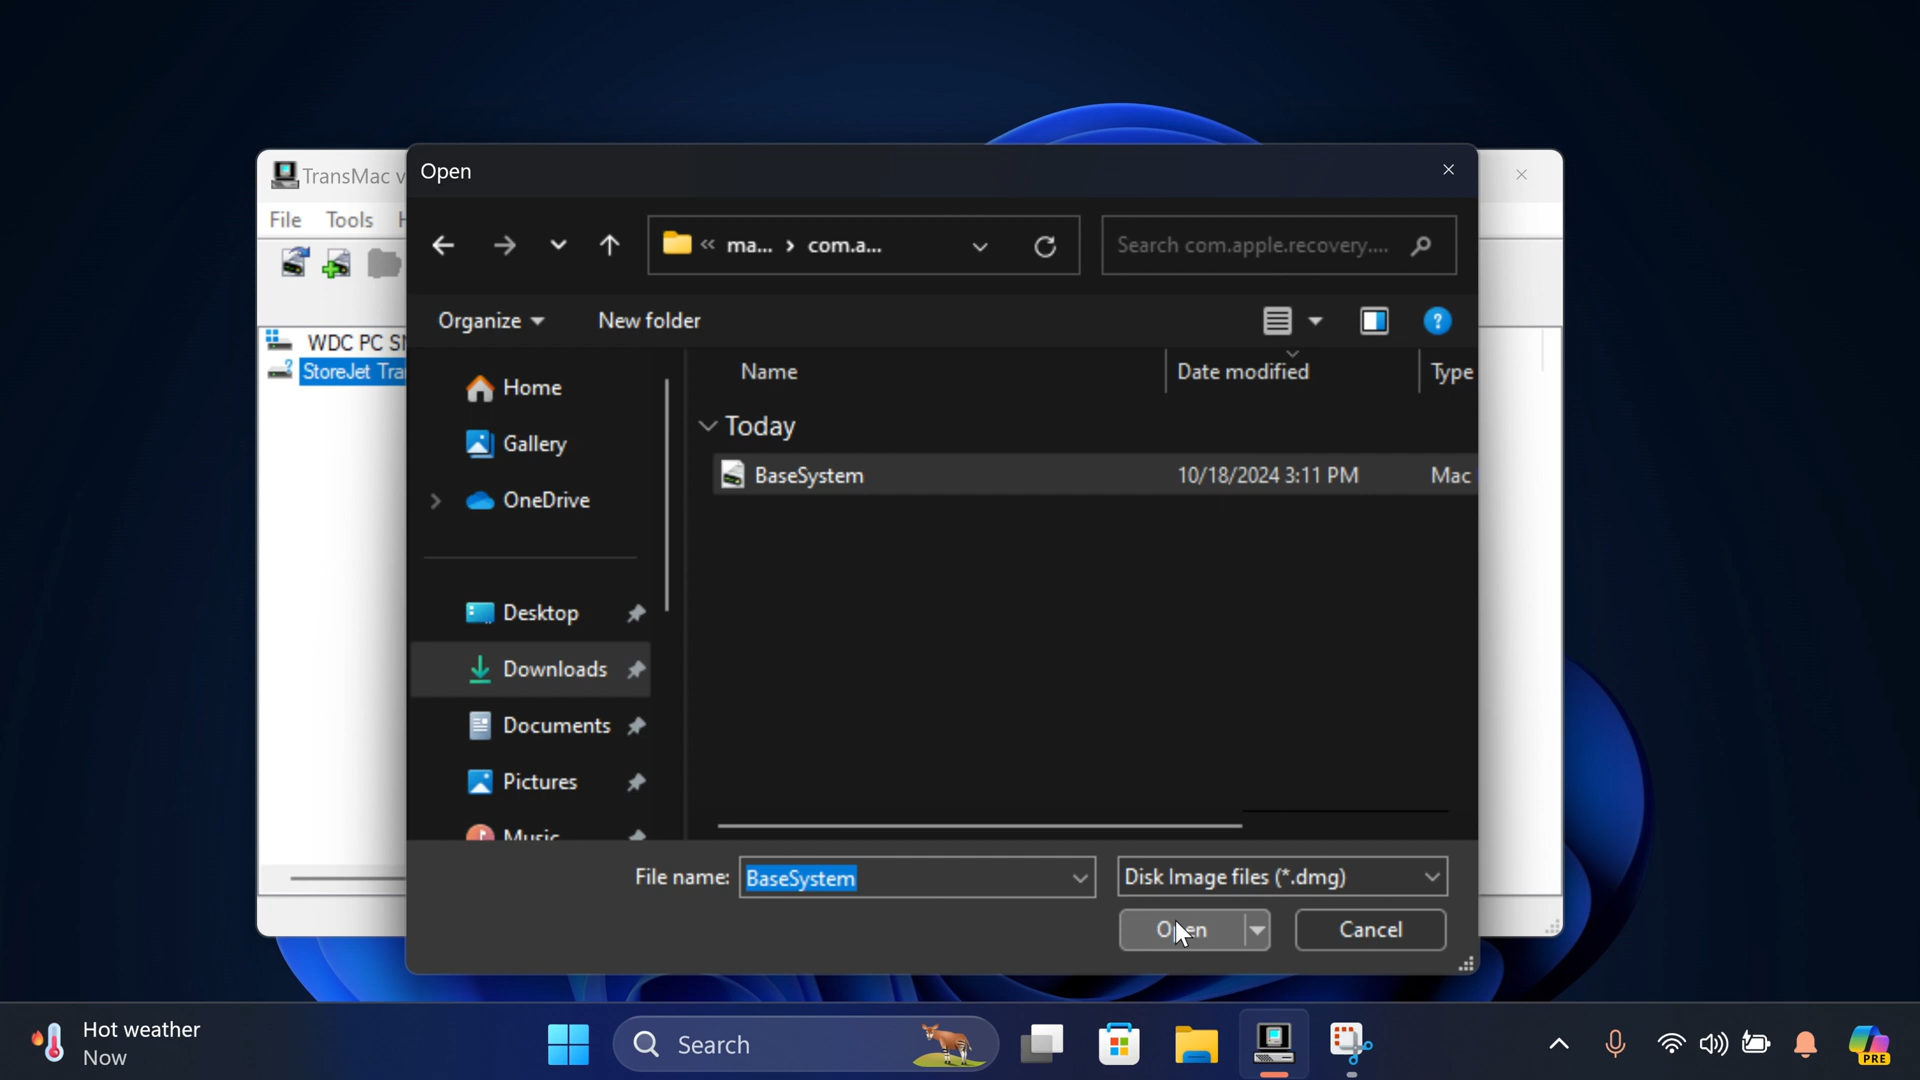 TransMac v
Open
File Tools H
« ma... › com.a...
Search com.apple.recovery....
Organize
New folder
WDC PC SN
StoreJet Tra
Home
Gallery
OneDrive
Desktop
Downloads
Documents
Pictures
Music
Name
Date modified
Type
Today
BaseSystem
10/18/2024 3:11 PM
Mac
File name:
BaseSystem
Disk Image files (*.dmg)
Open
Cancel
Hot weather
Now
Search
PRE